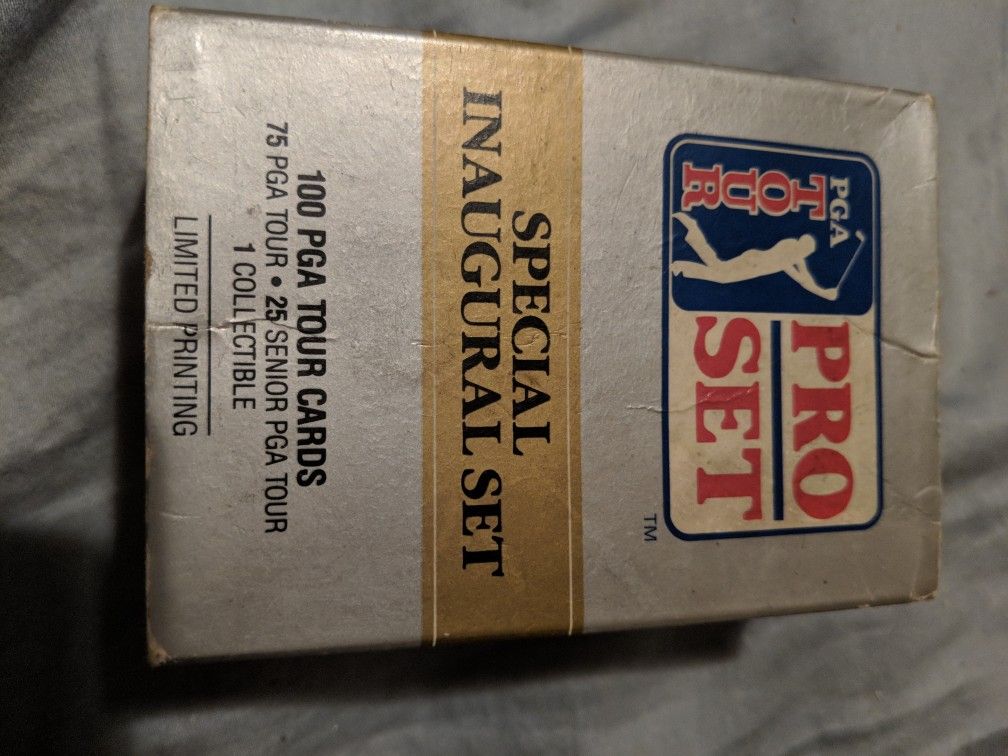 PGA
TOUR
PRO
SET
TM
SPECIAL
INAUGURAL SET
100 PGA TOUR CARDS
75 PGA TOUR • 25 SENIOR PGA TOUR
1 COLLECTIBLE
LIMITED PRINTING